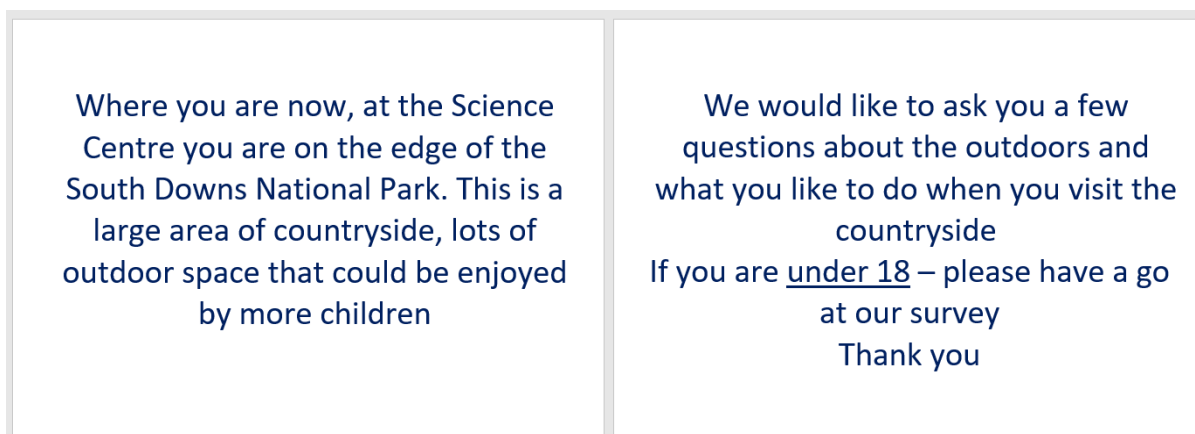 Where you are now, at the Science
Centre you are on the edge of the
South Downs National Park. This is a
large area of countryside, lots of
outdoor space that could be enjoyed
by more children
We would like to ask you a few
questions about the outdoors and
what you like to do when you visit the
countryside
If you are under 18 – please have a go
at our survey
Thank you